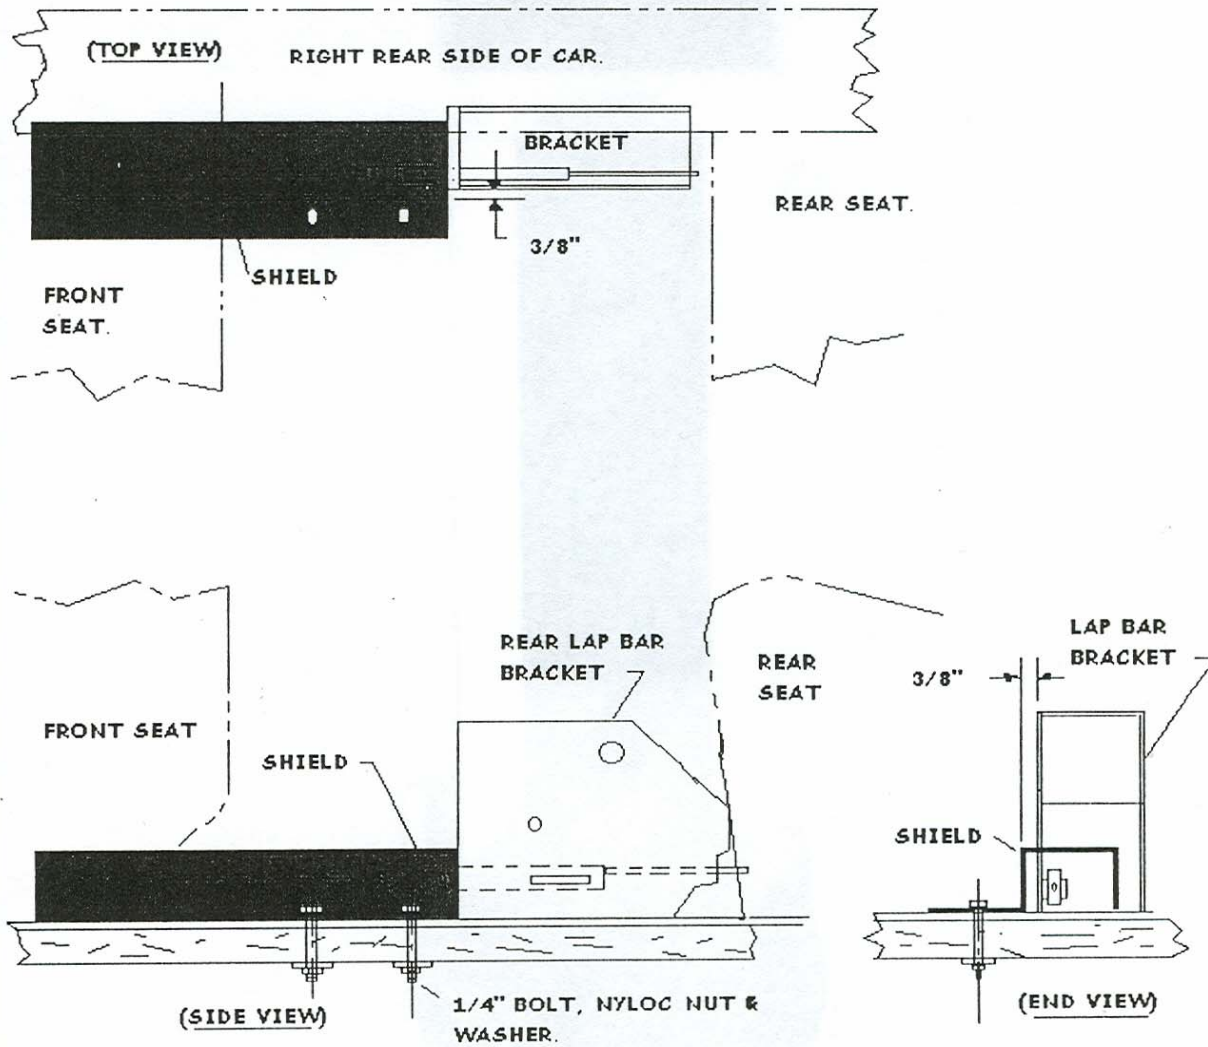 (TOP VIEW)
RIGHT REAR SIDE OF CAR.
BRACKET
REAR SEAT.
3/8"
SHIELD
FRONT
SEAT.
REAR LAP BAR
BRACKET
REAR
SEAT
LAP BAR
BRACKET
3/8"
FRONT SEAT
SHIELD
SHIELD
(SIDE VIEW)
1/4" BOLT, NYLOC NUT &
WASHER.
(END VIEW)